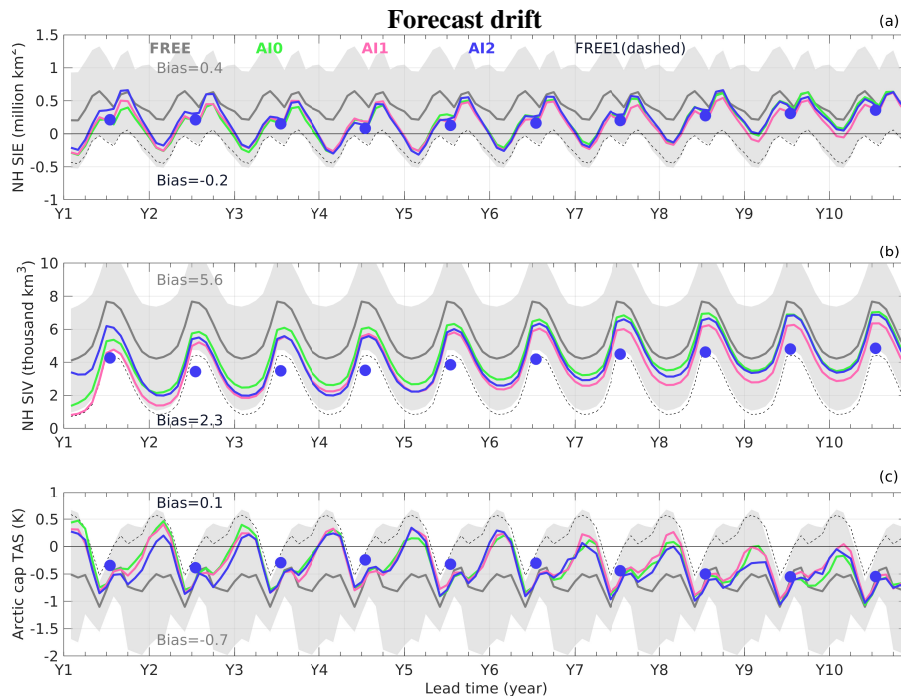 Forecast drift
(a)
FREE AI0 AI1 AI2 FREE1(dashed)
Bias=0.4
Bias=-0.2
NH SIE (million km²)
1.5
1
0.5
0
-0.5
-1
Y1 Y2 Y3 Y4 Y5 Y6 Y7 Y8 Y9 Y10
(b)
Bias=5.6
Bias=2.3
NH SIV (thousand km³)
10
8
6
4
2
0
Y1 Y2 Y3 Y4 Y5 Y6 Y7 Y8 Y9 Y10
(c)
Bias=0.1
Bias=-0.7
Arctic cap TAS (K)
1
0.5
0
-0.5
-1
-1.5
-2
Y1 Y2 Y3 Y4 Y5 Y6 Y7 Y8 Y9 Y10
Lead time (year)